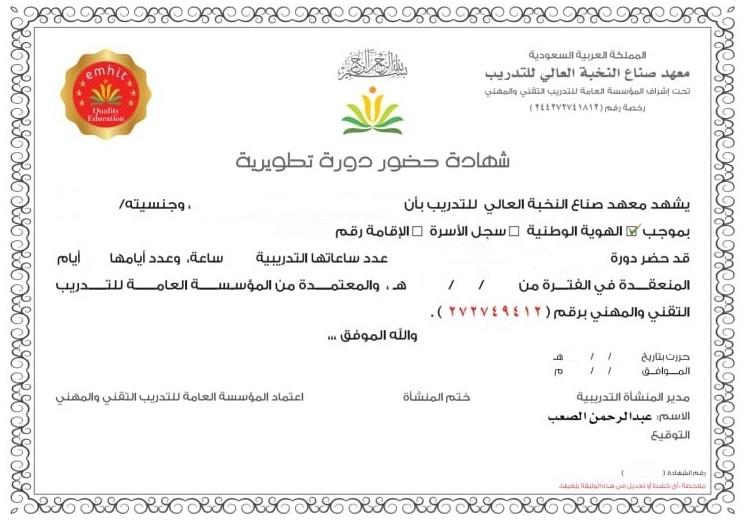 المملكة العربية السعودية
معهد صناع النخبة العالي للتدريب
تحت إشراف المؤسسة العامة للتدريب التقني والمهني
رخصة رقم (٢٤٤٢٧٢٧٤١٨١٢)
بسم الله الرحمن الرحيم
emhit
Quality
Education
شهادة حضور دورة تطويرية
يشهد معهد صناع النخبة العالي للتدريب بأن ، وجنسيته/
بموجب ☑ الهوية الوطنية ☐ سجل الأسرة ☐ الإقامة رقم
قد حضر دورة عدد ساعاتها التدريبية ساعة، وعدد أيامها أيام
المنعقدة في الفترة من / / هـ ، والمعتمدة من المؤسسة العامة للتدريب
التقني والمهني برقم ( ٢٧٢٧٤٩٤١٢ ) .
والله الموفق ...
حررت بتاريخ / / هـ
الموافق / / م
مدير المنشأة التدريبية ختم المنشأة اعتماد المؤسسة العامة للتدريب التقني والمهني
الاسم: عبدالرحمن الصعب
التوقيع
رقم الشهادة ( )
ملاحظة : أي كشط أو تعديل في هذه الوثيقة يلغيها.